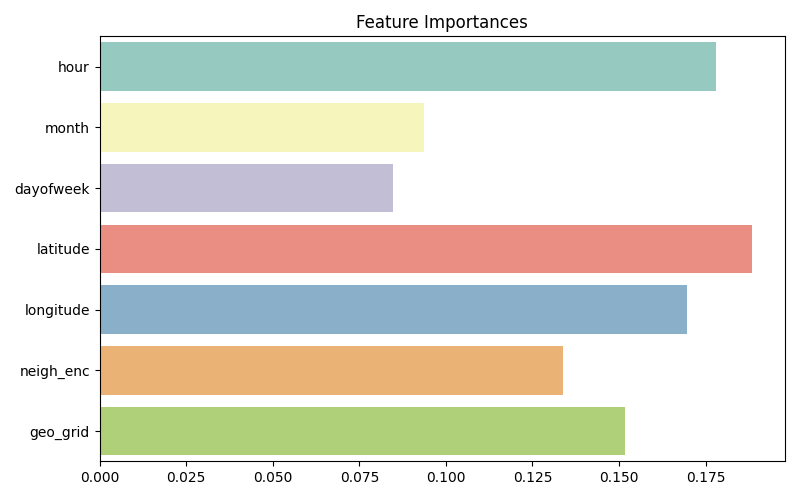 Feature Importances
hour
month
dayofweek
latitude
longitude
neigh_enc
geo_grid
0.000 0.025 0.050 0.075 0.100 0.125 0.150 0.175